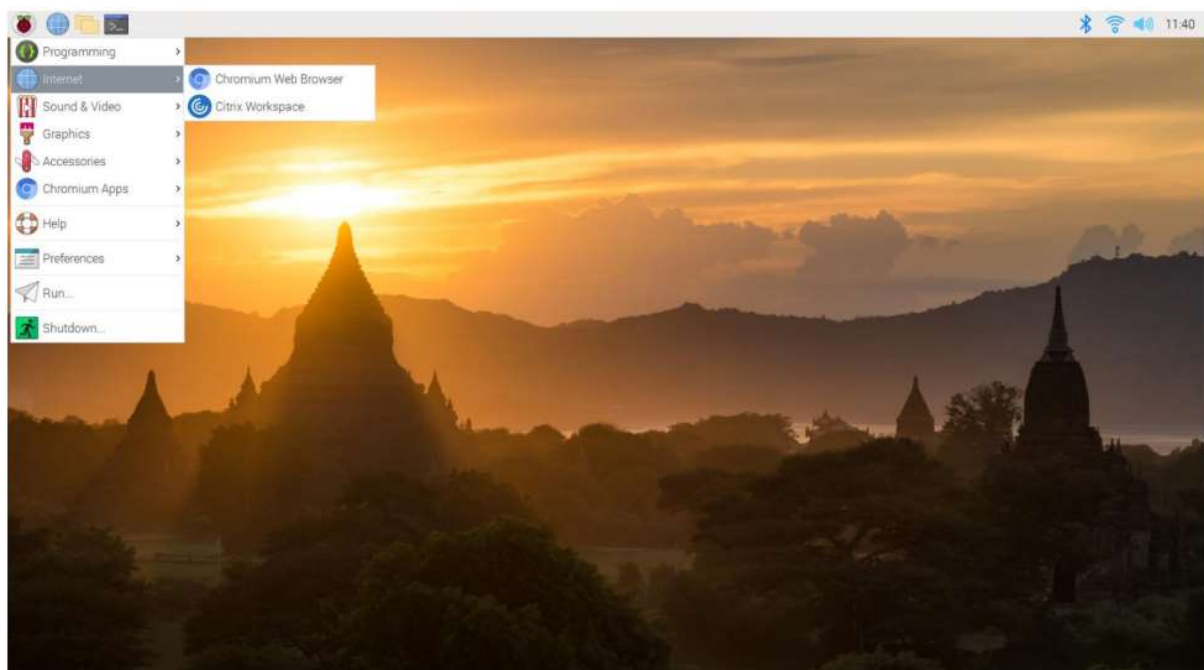 11:40
Programming
Internet
Chromium Web Browser
Sound & Video
Citrix Workspace
Graphics
Accessories
Chromium Apps
Help
Preferences
Run...
Shutdown...